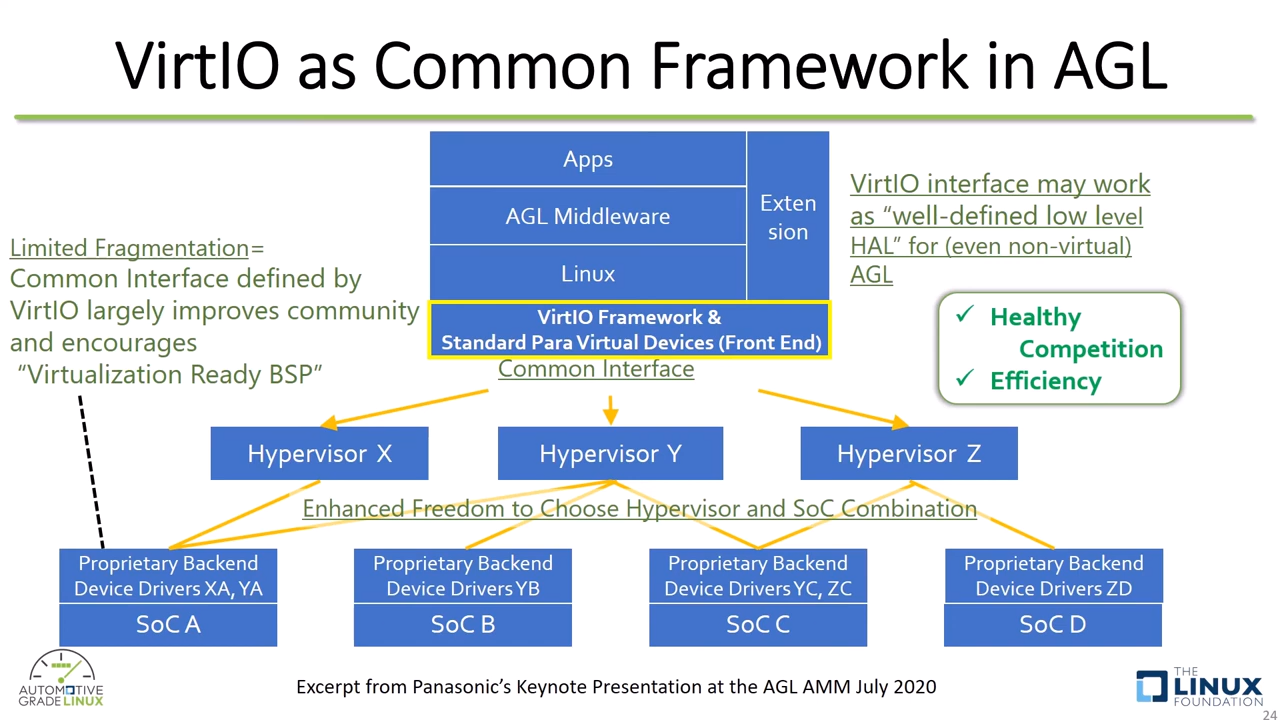 VirtIO as Common Framework in AGL
Apps
AGL Middleware
Linux
Exten
sion
VirtIO Framework &
Standard Para Virtual Devices (Front End)
Common Interface
Limited Fragmentation=
Common Interface defined by
VirtIO largely improves community
and encourages
“Virtualization Ready BSP”
VirtIO interface may work
as “well-defined low level
HAL” for (even non-virtual)
AGL
✓ Healthy
Competition
✓ Efficiency
Hypervisor X
Hypervisor Y
Hypervisor Z
Enhanced Freedom to Choose Hypervisor and SoC Combination
Proprietary Backend
Device Drivers XA, YA
SoC A
Proprietary Backend
Device Drivers YB
SoC B
Proprietary Backend
Device Drivers YC, ZC
SoC C
Proprietary Backend
Device Drivers ZD
SoC D
AUTOMOTIVE
GRADE LINUX
Excerpt from Panasonic’s Keynote Presentation at the AGL AMM July 2020
THE
LINUX
FOUNDATION
24